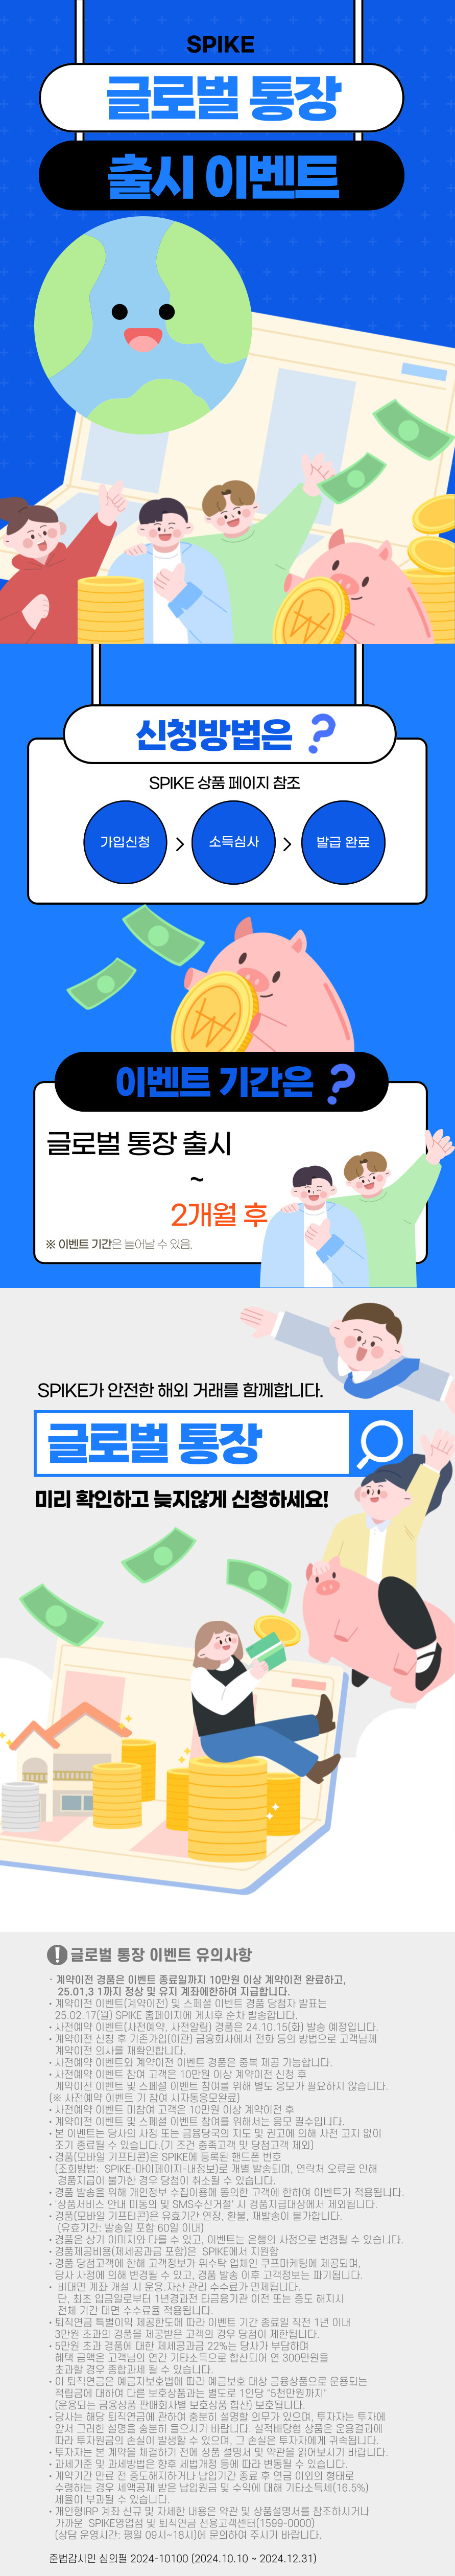 SPIKE
글로벌 통장
출시 이벤트
신청방법은 ?
SPIKE 상품 페이지 참조
가입신청 > 소득심사 > 발급 완료
이벤트 기간은 ?
글로벌 통장 출시
~
2개월 후
※ 이벤트 기간은 늘어날 수 있음.
SPIKE가 안전한 해외 거래를 함께합니다.
글로벌 통장
미리 확인하고 늦지않게 신청하세요!
! 글로벌 통장 이벤트 유의사항
· 계약이전 경품은 이벤트 종료일까지 10만원 이상 계약이전 완료하고,
25.01,3 1까지 정상 및 유지 계좌에한하여 지급합니다.
• 계약이전 이벤트(계약이전) 및 스페셜 이벤트 경품 당첨자 발표는
25.02.17(월) SPIKE 홈페이지에 게시후 순차 발송합니다.
• 사전예약 이벤트(사전예약, 사전알림) 경품은 24.10.15(화) 발송 예정입니다.
• 계약이전 신청 후 기존가입(이관) 금융회사에서 전화 등의 방법으로 고객님께
계약이전 의사를 재확인합니다.
• 사전예약 이벤트와 계약이전 이벤트 경품은 중복 제공 가능합니다.
• 사전예약 이벤트 참여 고객은 10만원 이상 계약이전 신청 후
계약이전 이벤트 및 스페셜 이벤트 참여를 위해 별도 응모가 필요하지 않습니다.
(※ 사전예약 이벤트 기 참여 시자동응모완료)
• 사전예약 이벤트 미참여 고객은 10만원 이상 계약이전 후
• 계약이전 이벤트 및 스페셜 이벤트 참여를 위해서는 응모 필수입니다.
• 본 이벤트는 당사의 사정 또는 금융당국의 지도 및 권고에 의해 사전 고지 없이
조기 종료될 수 있습니다.(기 조건 충족고객 및 당첨고객 제외)
• 경품(모바일 기프티콘)은 SPIKE에 등록된 핸드폰 번호
(조회방법: SPIKE-마이페이지-내정보)로 개별 발송되며, 연락처 오류로 인해
경품지급이 불가한 경우 당첨이 취소될 수 있습니다.
경품 발송을 위해 개인정보 수집이용에 동의한 고객에 한하여 이벤트가 적용됩니다.
• '상품서비스 안내 미동의 및 SMS수신거절' 시 경품지급대상에서 제외됩니다.
• 경품(모바일 기프티콘)은 유효기간 연장, 환불, 재발송이 불가합니다.
(유효기간: 발송일 포함 60일 이내)
• 경품은 상기 이미지와 다를 수 있고, 이벤트는 은행의 사정으로 변경될 수 있습니다.
• 경품제공비용(제세공과금 포함)은 SPIKE에서 지원함
• 경품 당첨고객에 한해 고객정보가 위수탁 업체인 쿠프마케팅에 제공되며,
당사 사정에 의해 변경될 수 있고, 경품 발송 이후 고객정보는 파기됩니다.
• 비대면 계좌 개설 시 운용.자산 관리 수수료가 면제됩니다.
단, 최초 입금일로부터 1년경과전 타금융기관 이전 또는 중도 해지시
전체 기간 대면 수수료율 적용됩니다.
• 퇴직연금 특별이익 제공한도에 따라 이벤트 기간 종료일 직전 1년 이내
3만원 초과의 경품을 제공받은 고객의 경우 당첨이 제한됩니다.
• 5만원 초과 경품에 대한 제세공과금 22%는 당사가 부담하며
혜택 금액은 고객님의 연간 기타소득으로 합산되어 연 300만원을
초과할 경우 종합과세 될 수 있습니다.
• 이 퇴직연금은 예금자보호법에 따라 예금보호 대상 금융상품으로 운용되는
적립금에 대하여 다른 보호상품과는 별도로 1인당 "5천만원까지"
(운용되는 금융상품 판매회사별 보호상품 합산) 보호됩니다.
• 당사는 해당 퇴직연금에 관하여 충분히 설명할 의무가 있으며, 투자자는 투자에
앞서 그러한 설명을 충분히 들으시기 바랍니다. 실적배당형 상품은 운용결과에
따라 투자원금의 손실이 발생할 수 있으며, 그 손실은 투자자에게 귀속됩니다.
• 투자자는 본 계약을 체결하기 전에 상품 설명서 및 약관을 읽어보시기 바랍니다.
• 과세기준 및 과세방법은 향후 세법개정 등에 따라 변동될 수 있습니다.
• 계약기간 만료 전 중도해지하거나 납입기간 종료 후 연금 이외의 형태로
수령하는 경우 세액공제 받은 납입원금 및 수익에 대해 기타소득세(16.5%)
세율이 부과될 수 있습니다.
• 개인형IRP 계좌 신규 및 자세한 내용은 약관 및 상품설명서를 참조하시거나
가까운 SPIKE영업점 및 퇴직연금 전용고객센터(1599-0000)
(상담 운영시간: 평일 09시~18시)에 문의하여 주시기 바랍니다.
준법감시인 심의필 2024-10100 (2024.10.10 ~ 2024.12.31)